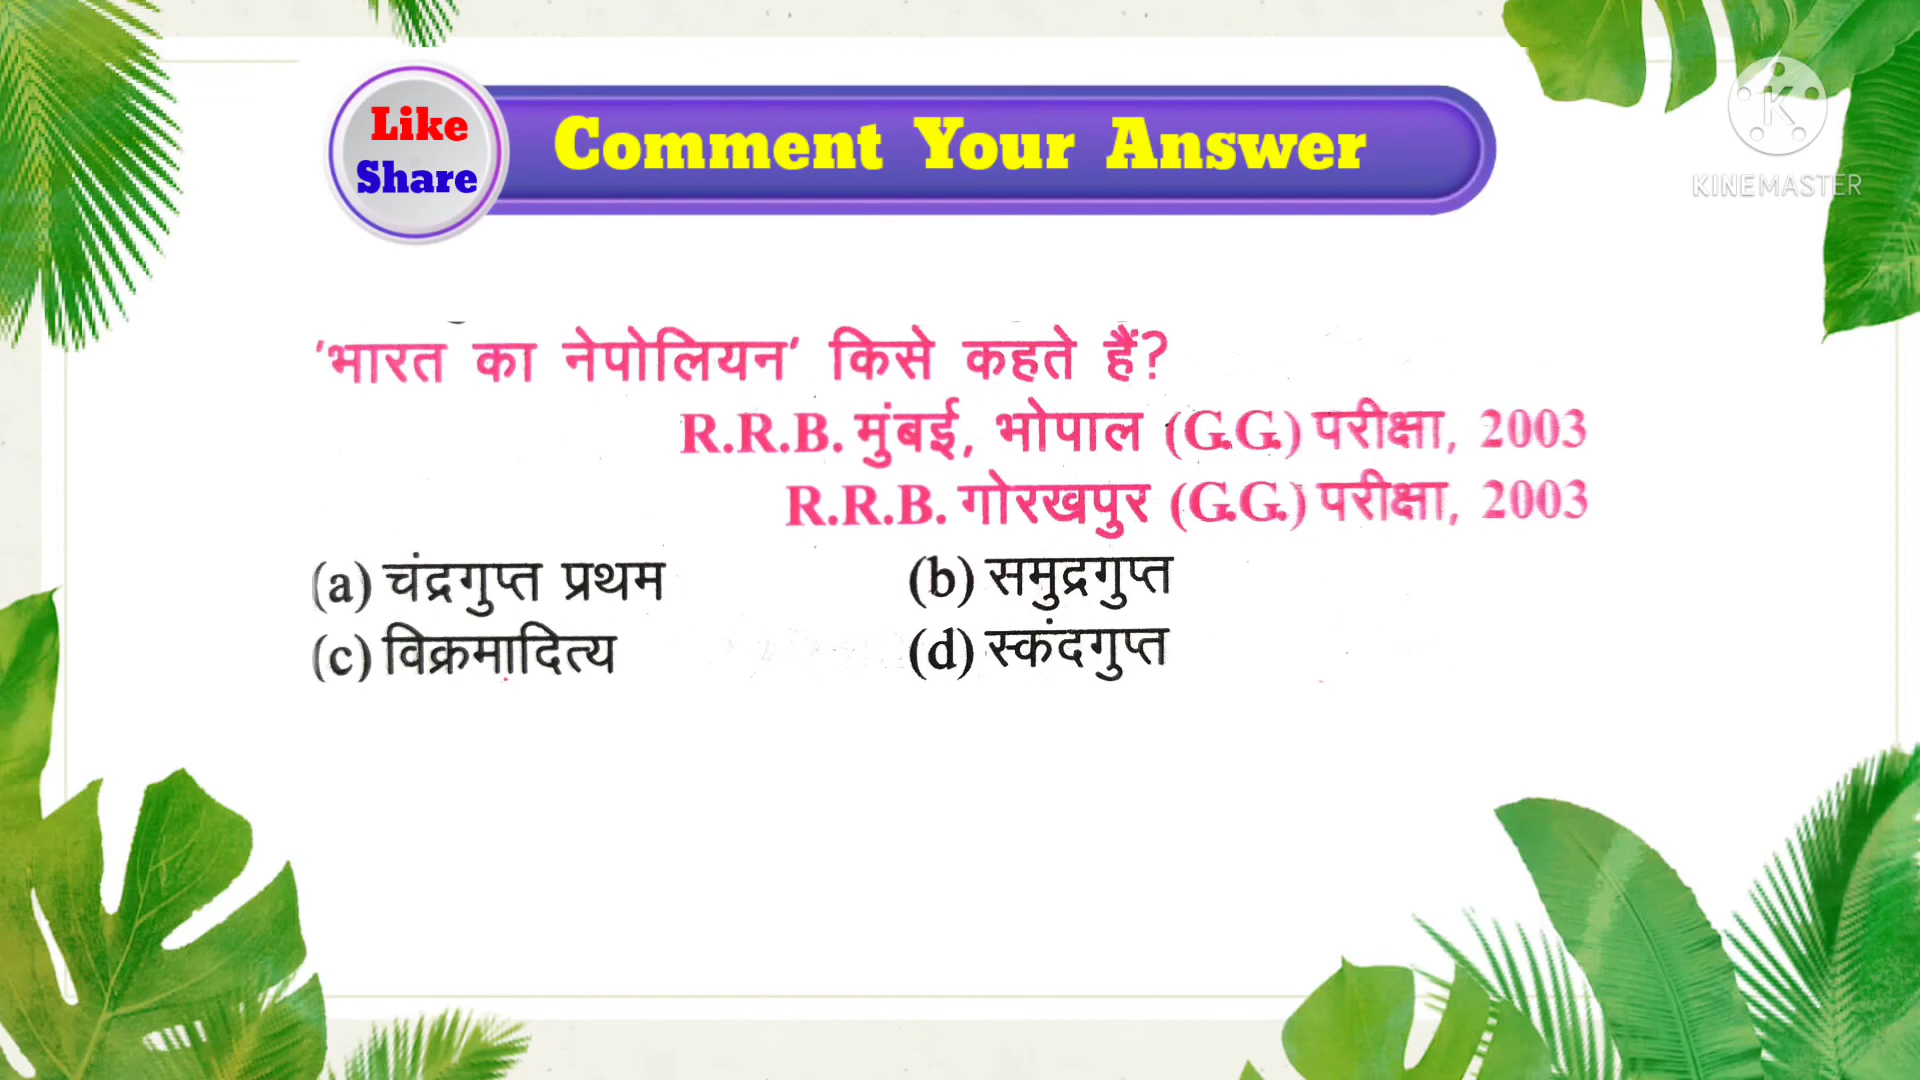 Like
Share
Comment Your Answer
KINEMASTER
'भारत का नेपोलियन' किसे कहते हैं?
R.R.B. मुंबई, भोपाल (G.G.) परीक्षा, 2003
R.R.B. गोरखपुर (G.G.) परीक्षा, 2003
(a) चंद्रगुप्त प्रथम (b) समुद्रगुप्त
(c) विक्रमादित्य (d) स्कंदगुप्त